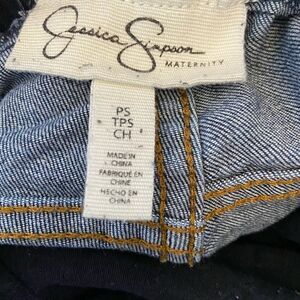 Jessica Simpson
MATERNITY
PS
TPS
CH
MADE IN
CHINA
FABRIQUÉ EN
CHINE
HECHO EN
CHINA